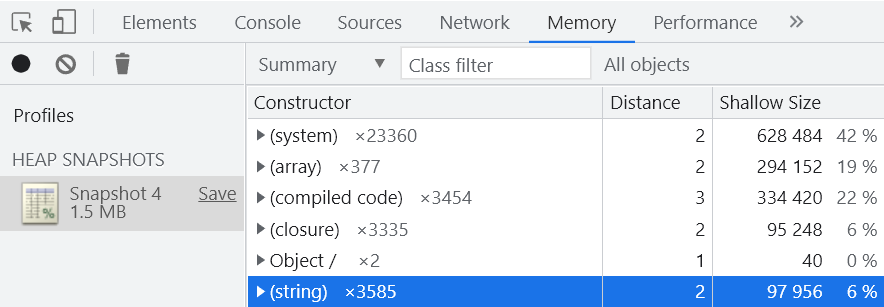 Elements Console Sources Network Memory Performance »
Summary ▼ Class filter All objects
Profiles
HEAP SNAPSHOTS
Snapshot 4 Save
1.5 MB
Constructor Distance Shallow Size
(system) ×23360 2 628 484 42 %
(array) ×377 2 294 152 19 %
(compiled code) ×3454 3 334 420 22 %
(closure) ×3335 2 95 248 6 %
Object / ×2 1 40 0 %
(string) ×3585 2 97 956 6 %